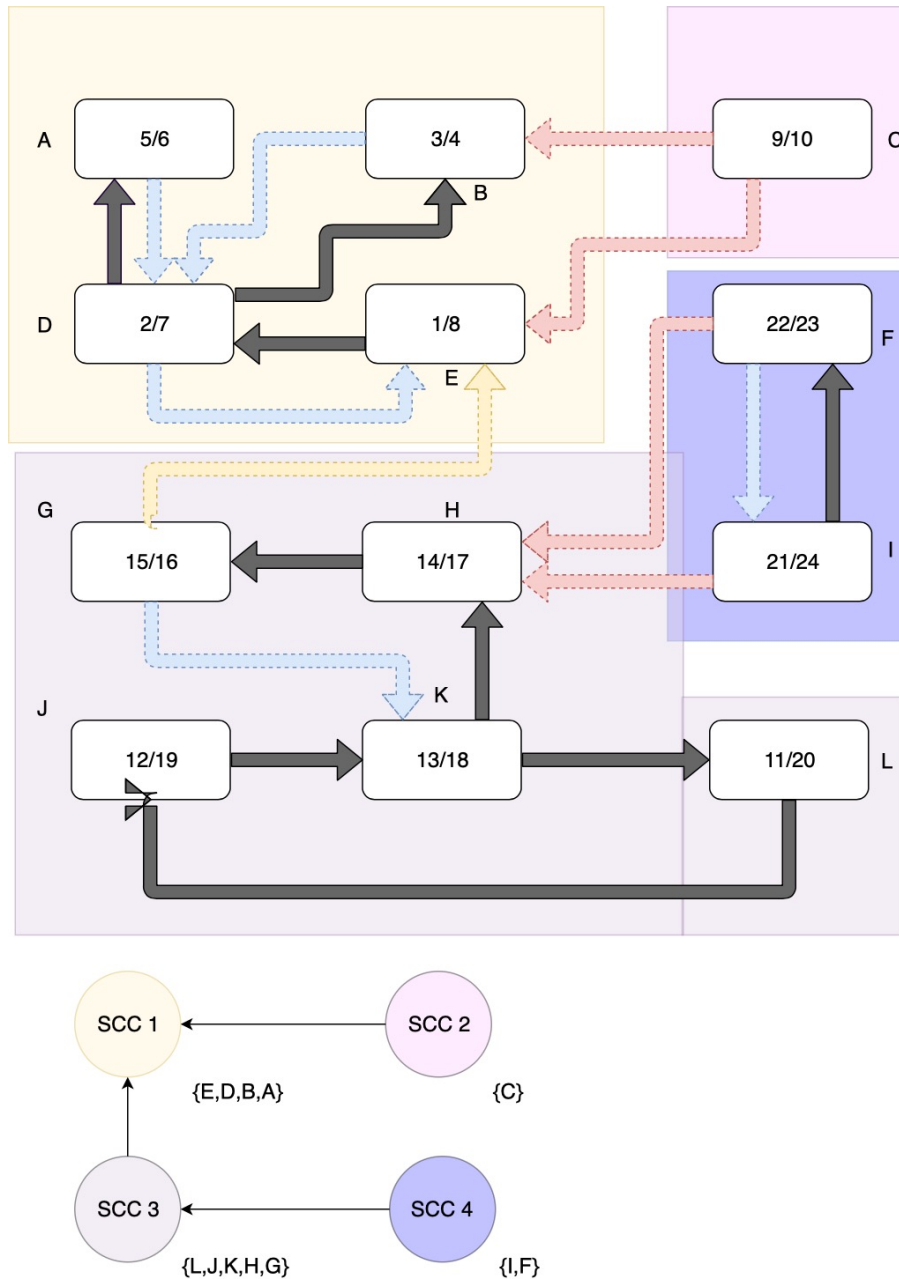 A
5/6
3/4
B
9/10
C
D
2/7
1/8
E
22/23
F
G
H
15/16
14/17
21/24
I
J
K
12/19
13/18
11/20
L
SCC 1
SCC 2
{E,D,B,A}
{C}
SCC 3
SCC 4
{L,J,K,H,G}
{I,F}